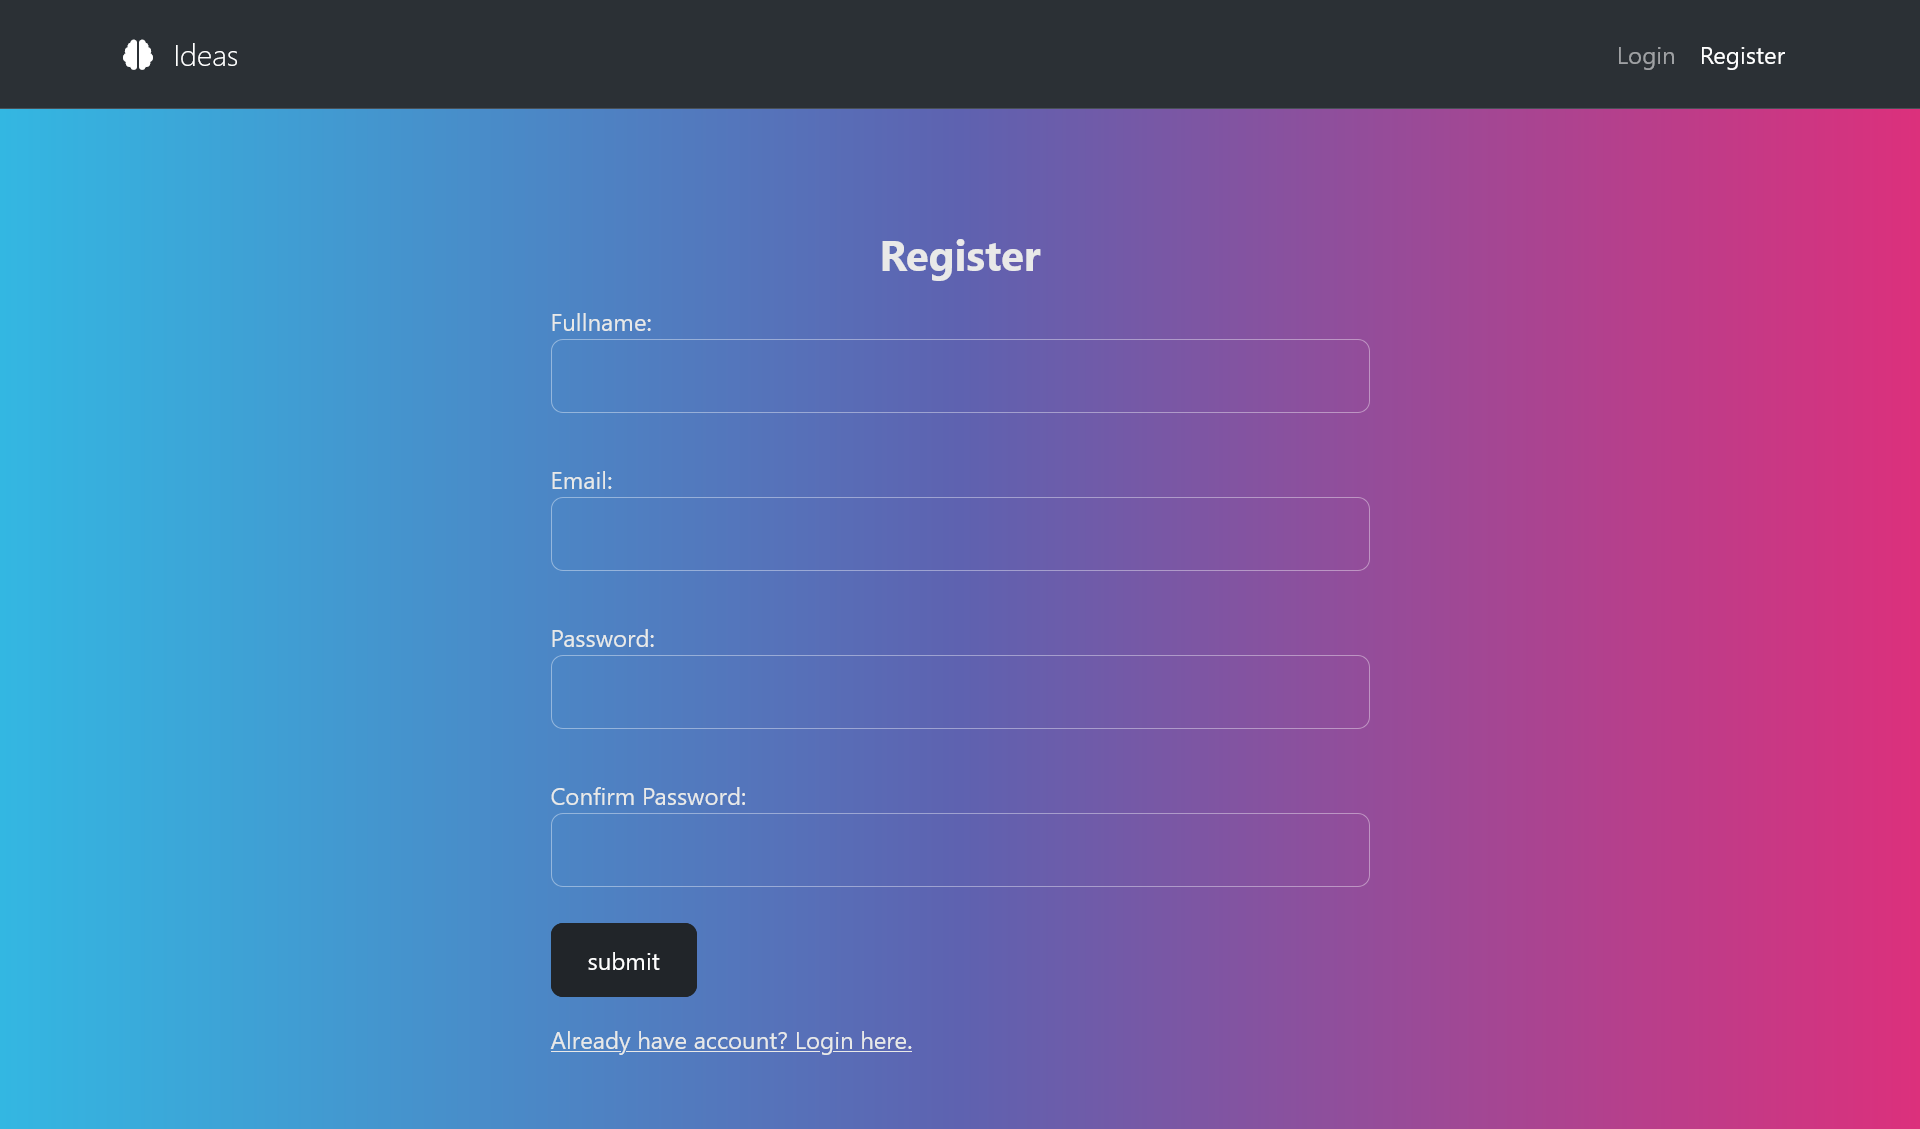 Ideas
Login
Register
Register
Fullname:
Email:
Password:
Confirm Password:
submit
Already have account? Login here.